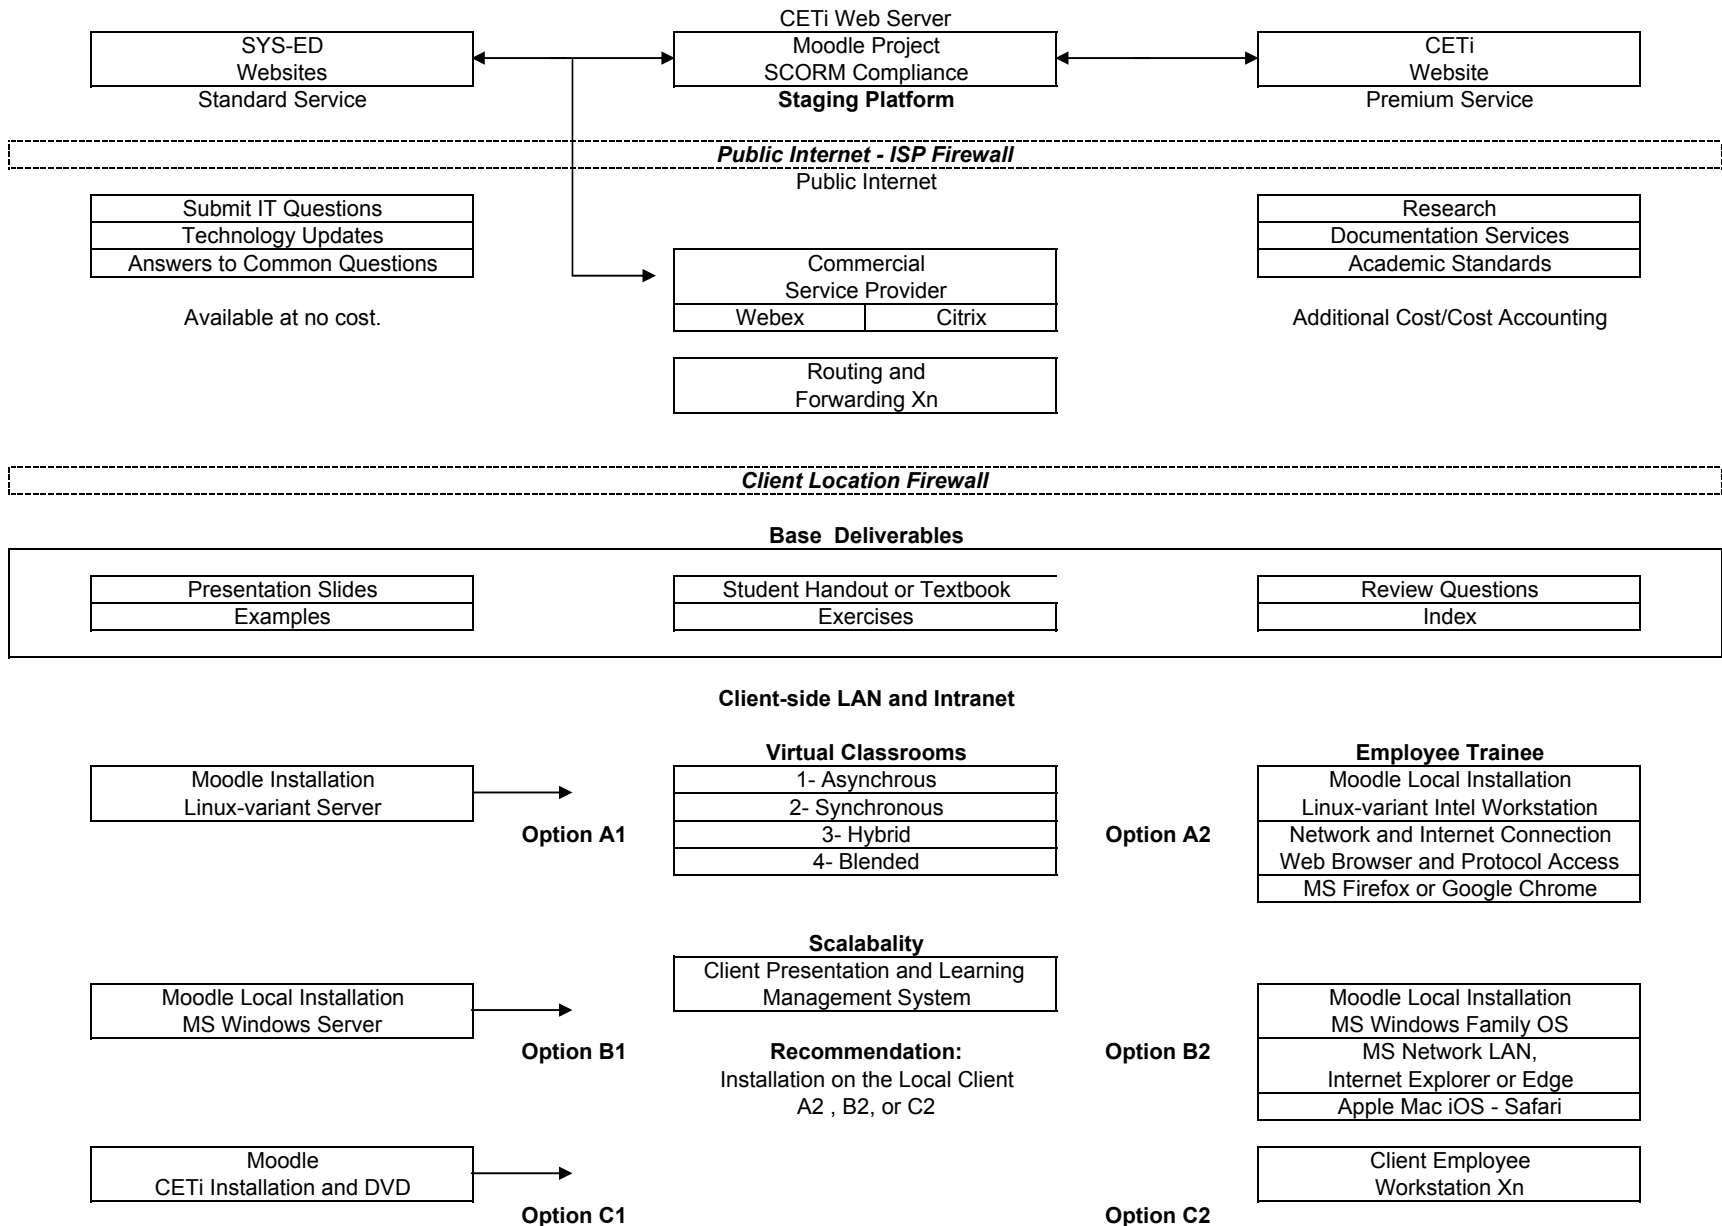 CETi Web Server
SYS-ED
Websites
Standard Service
Moodle Project
SCORM Compliance
Staging Platform
CETi
Website
Premium Service
Public Internet - ISP Firewall
Public Internet
Submit IT Questions
Technology Updates
Answers to Common Questions
Available at no cost.
Commercial
Service Provider
Webex
Citrix
Routing and
Forwarding Xn
Research
Documentation Services
Academic Standards
Additional Cost/Cost Accounting
Client Location Firewall
Base Deliverables
Presentation Slides
Examples
Student Handout or Textbook
Exercises
Review Questions
Index
Client-side LAN and Intranet
Moodle Installation
Linux-variant Server
Option A1
Virtual Classrooms
1- Asynchrous
2- Synchronous
3- Hybrid
4- Blended
Option A2
Employee Trainee
Moodle Local Installation
Linux-variant Intel Workstation
Network and Internet Connection
Web Browser and Protocol Access
MS Firefox or Google Chrome
Moodle Local Installation
MS Windows Server
Option B1
Scalabality
Client Presentation and Learning
Management System
Recommendation:
Installation on the Local Client
A2 , B2, or C2
Option B2
Moodle Local Installation
MS Windows Family OS
MS Network LAN,
Internet Explorer or Edge
Apple Mac iOS - Safari
Moodle
CETi Installation and DVD
Option C1
Option C2
Client Employee
Workstation Xn